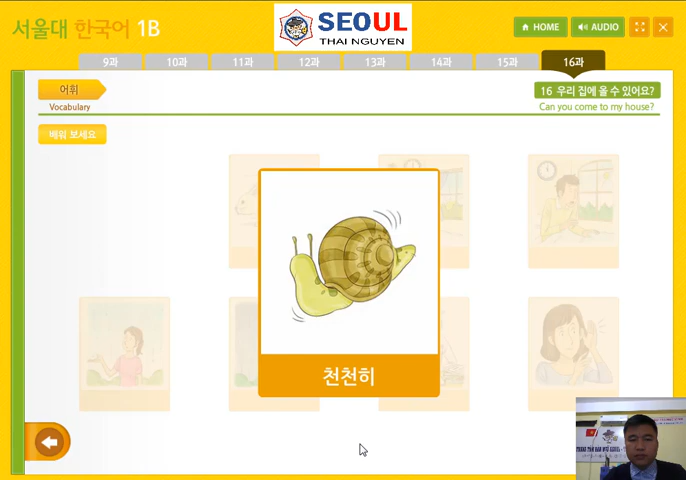 서울대 한국어 1B
SEOUL
THAI NGUYEN
HOME
AUDIO
9과
10과
11과
12과
13과
14과
15과
16과
어휘
Vocabulary
16 우리 집에 올 수 있어요?
Can you come to my house?
배워 보세요
천천히